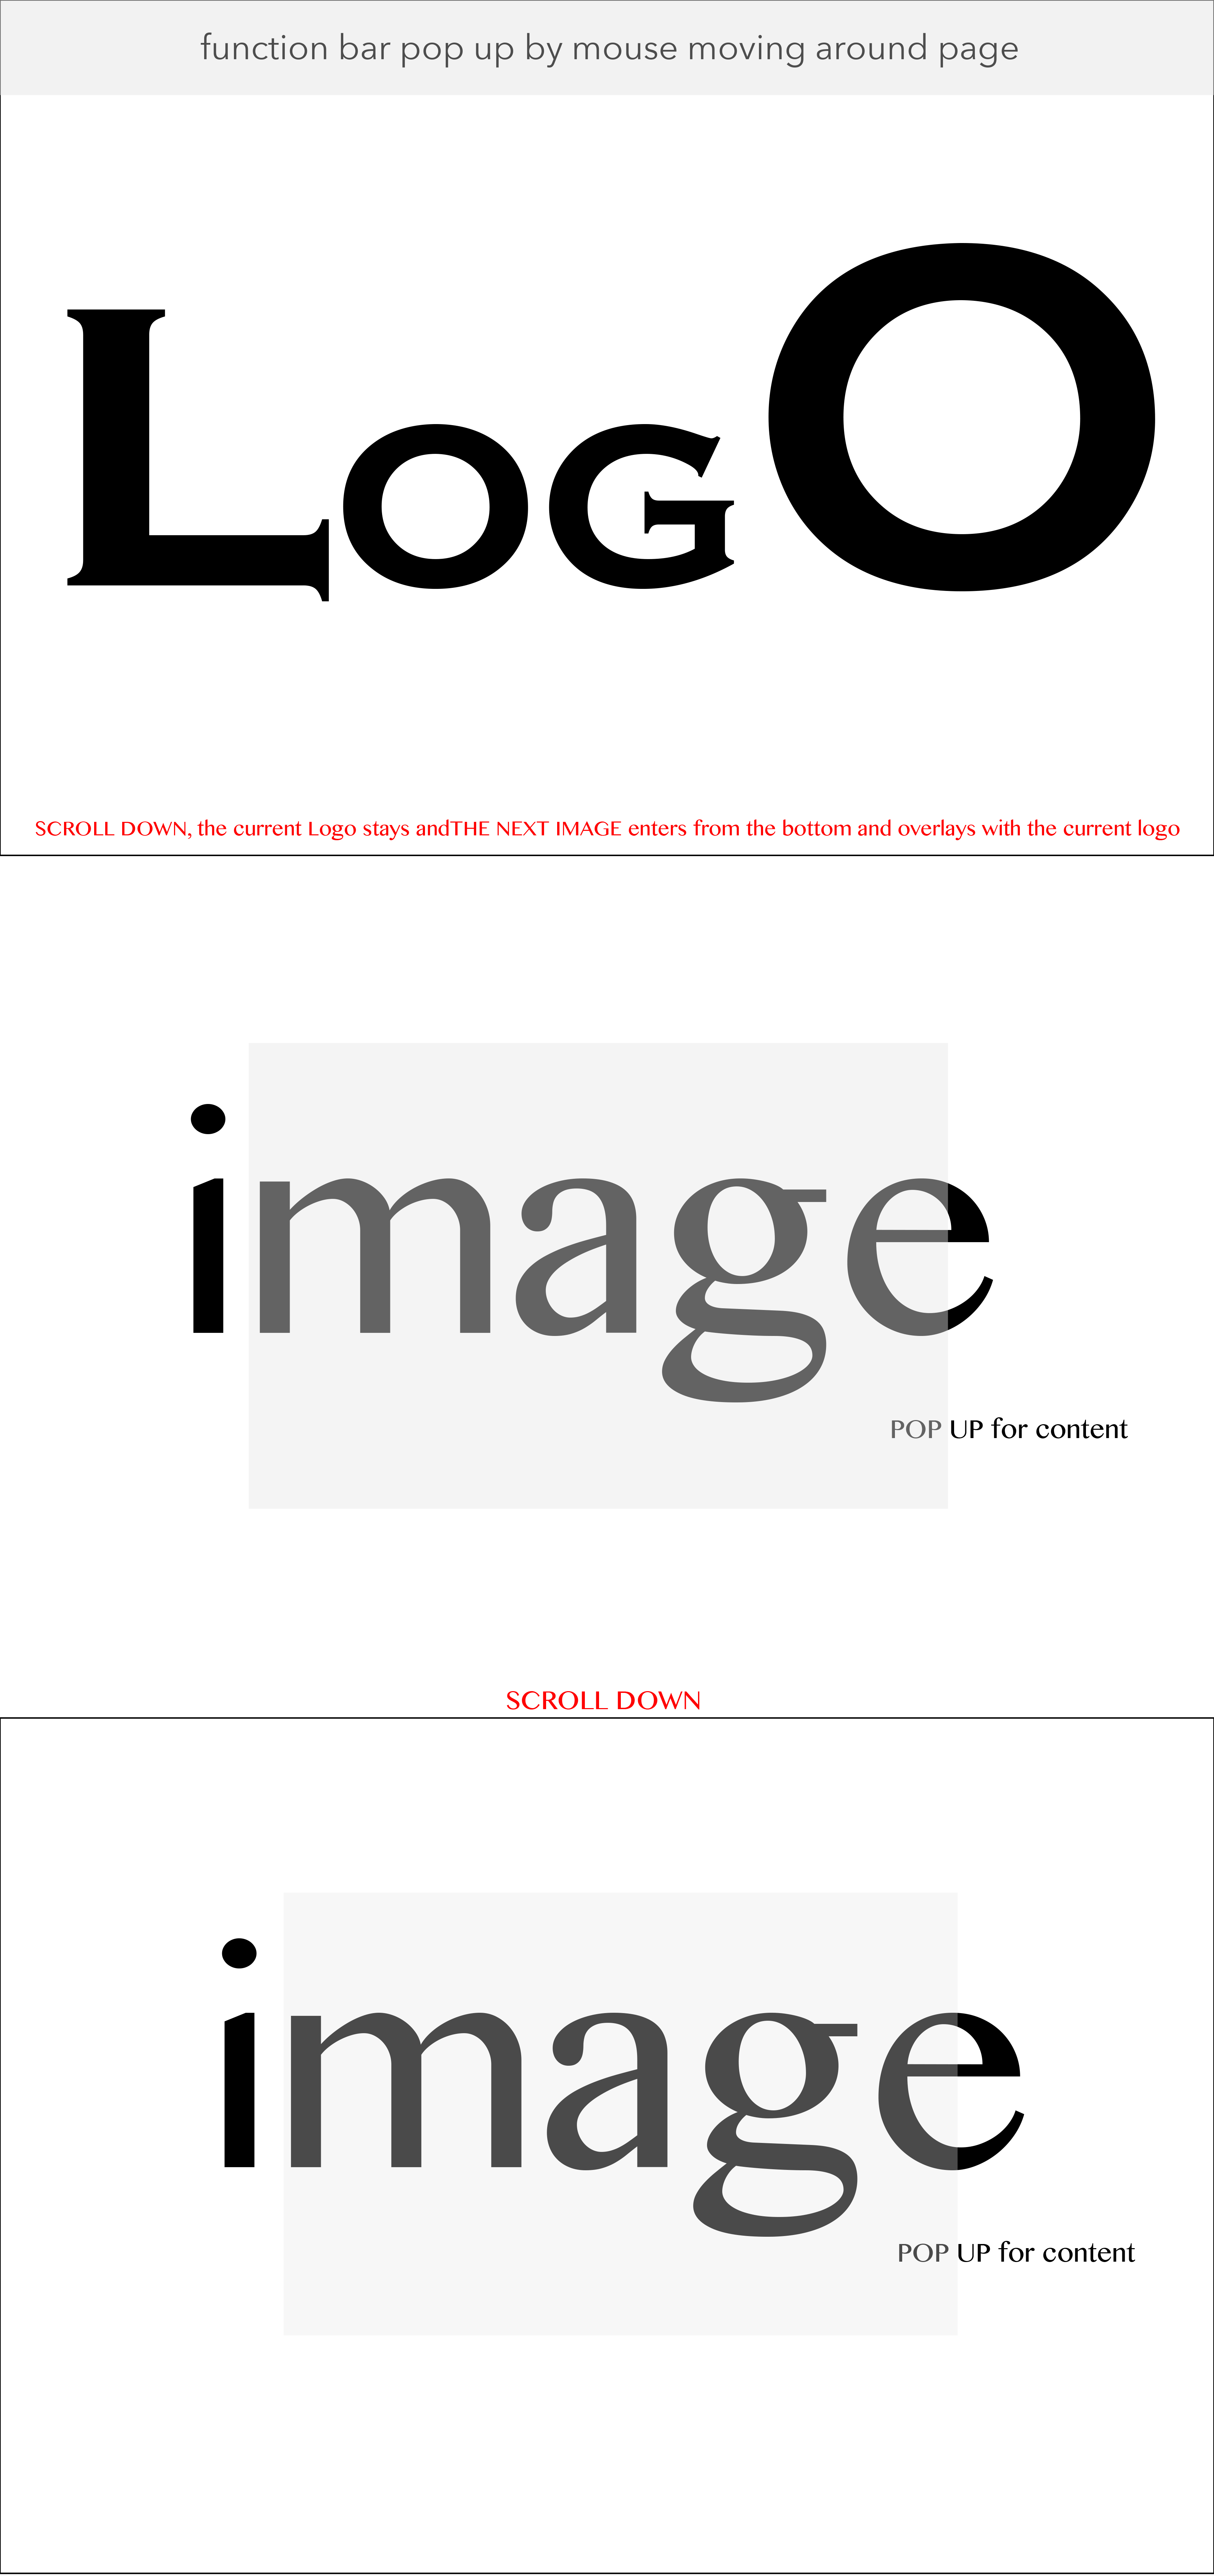 function bar pop up by mouse moving around page
LOGO
SCROLL DOWN, the current Logo stays andTHE NEXT IMAGE enters from the bottom and overlays with the current logo
image
POP UP for content
SCROLL DOWN
image
POP UP for content